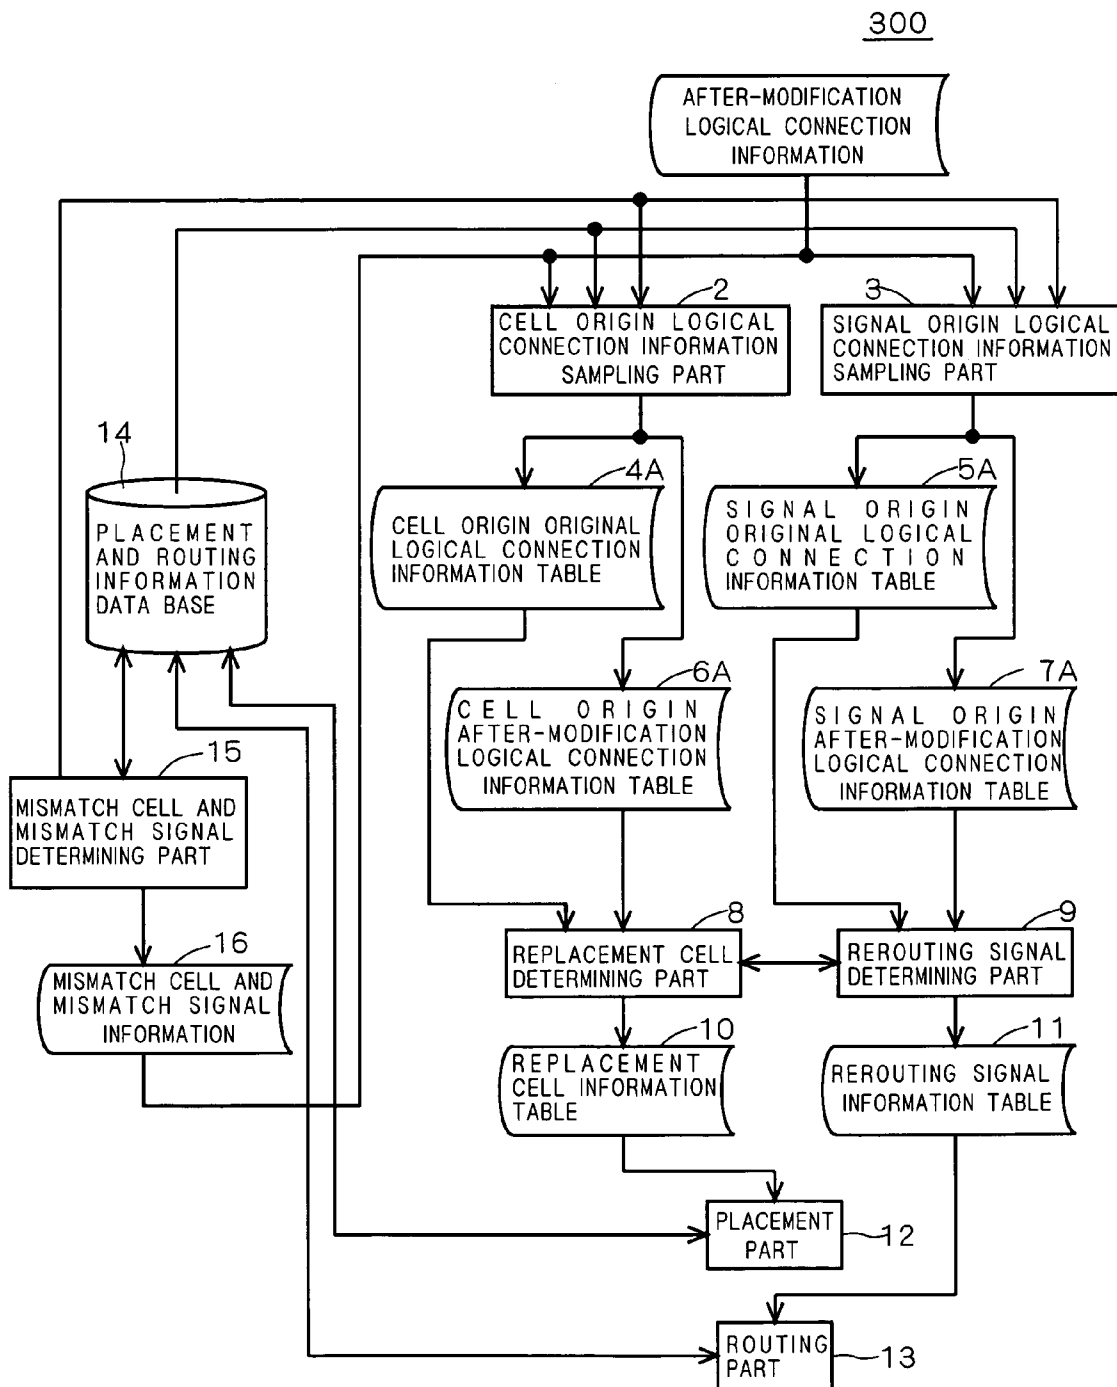 300
AFTER-MODIFICATION
LOGICAL CONNECTION
INFORMATION
2
CELL ORIGIN LOGICAL
CONNECTION INFORMATION
SAMPLING PART
3
SIGNAL ORIGIN LOGICAL
CONNECTION INFORMATION
SAMPLING PART
14
PLACEMENT
AND ROUTING
INFORMATION
DATA BASE
4A
CELL ORIGIN ORIGINAL
LOGICAL CONNECTION
INFORMATION TABLE
5A
SIGNAL ORIGIN
ORIGINAL LOGICAL
CONNECTION
INFORMATION TABLE
6A
CELL ORIGIN
AFTER-MODIFICATION
LOGICAL CONNECTION
INFORMATION TABLE
7A
SIGNAL ORIGIN
AFTER-MODIFICATION
LOGICAL CONNECTION
INFORMATION TABLE
15
MISMATCH CELL AND
MISMATCH SIGNAL
DETERMINING PART
8
REPLACEMENT CELL
DETERMINING PART
9
REROUTING SIGNAL
DETERMINING PART
16
MISMATCH CELL AND
MISMATCH SIGNAL
INFORMATION
10
REPLACEMENT
CELL INFORMATION
TABLE
11
REROUTING SIGNAL
INFORMATION TABLE
PLACEMENT
PART
12
ROUTING
PART
13